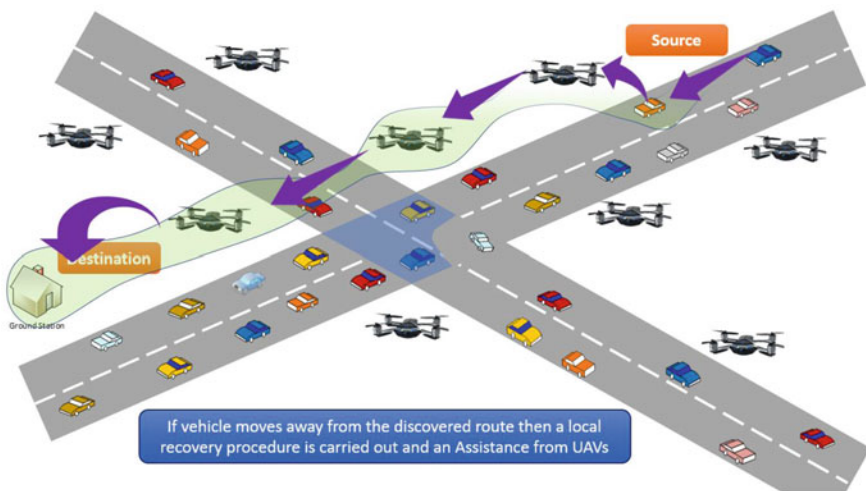 Source
Destination
Ground Station
If vehicle moves away from the discovered route then a local
recovery procedure is carried out and an Assistance from UAVs